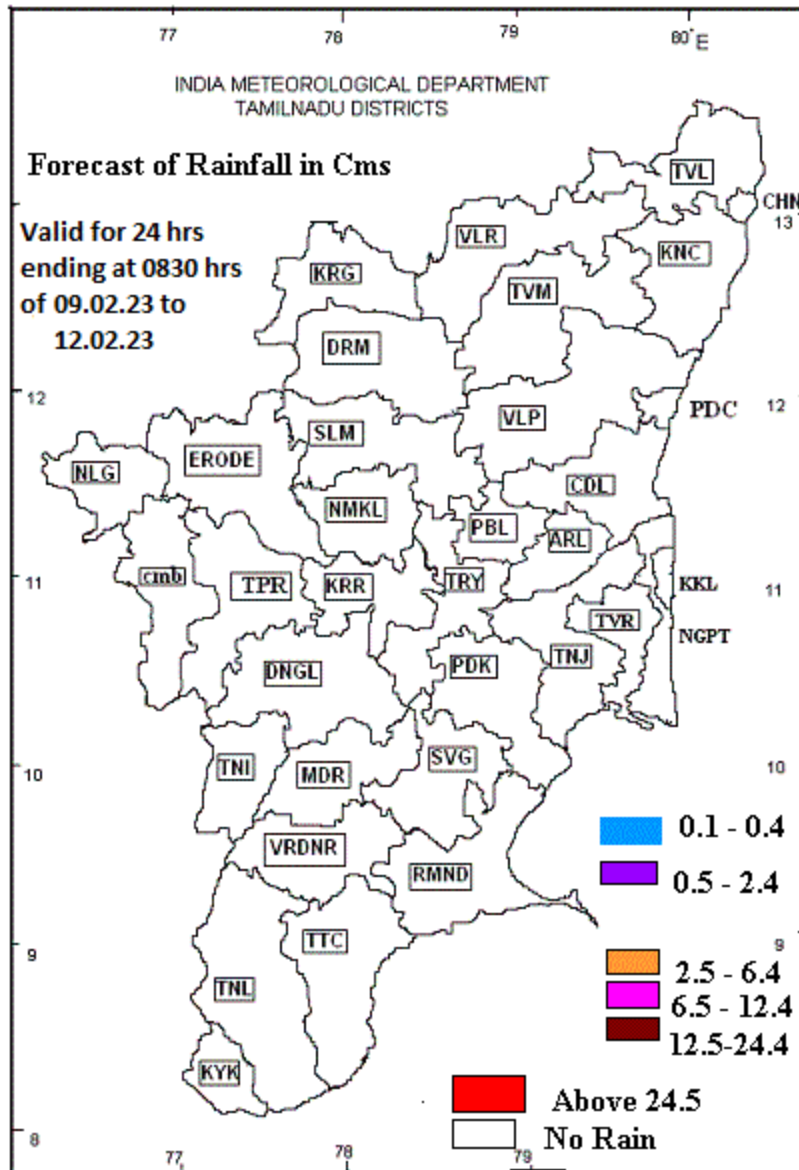 77 78 79 80°E
INDIA METEOROLOGICAL DEPARTMENT
TAMILNADU DISTRICTS
Forecast of Rainfall in Cms
TVL
CHN
13
Valid for 24 hrs
ending at 0830 hrs
of 09.02.23 to
12.02.23
VLR
KNC
KRG
TVM
DRM
12
12
PDC
VLP
SLM
ERODE
NLG
CDL
NMKL
PBL
ARL
cmb
TPR
KRR
TRY
11
11
KKL
TVR
NGPT
TNJ
PDK
DNGL
SVG
TNI
MDR
10
10
0.1 - 0.4
VRDNR
RMND
0.5 - 2.4
TTC
9
9
2.5 - 6.4
TNL
6.5 - 12.4
12.5-24.4
KYK
Above 24.5
No Rain
8
77 78 79